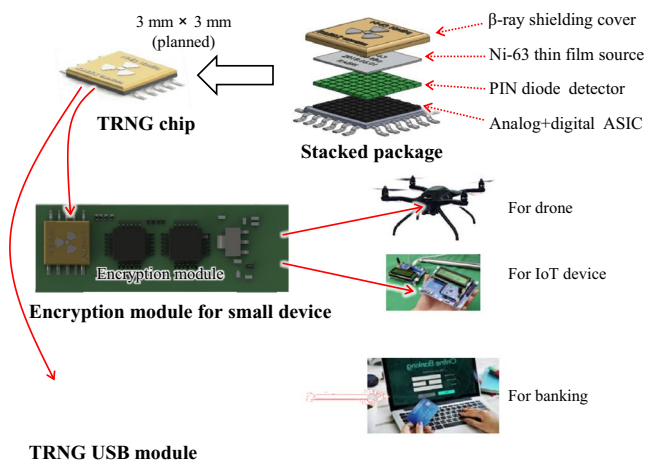 3 mm × 3 mm
(planned)
TRNG chip
β-ray shielding cover
Ni-63 thin film source
PIN diode detector
Analog+digital ASIC
Stacked package
Encryption module
Encryption module for small device
For drone
For IoT device
Online Banking
For banking
TRNG USB module